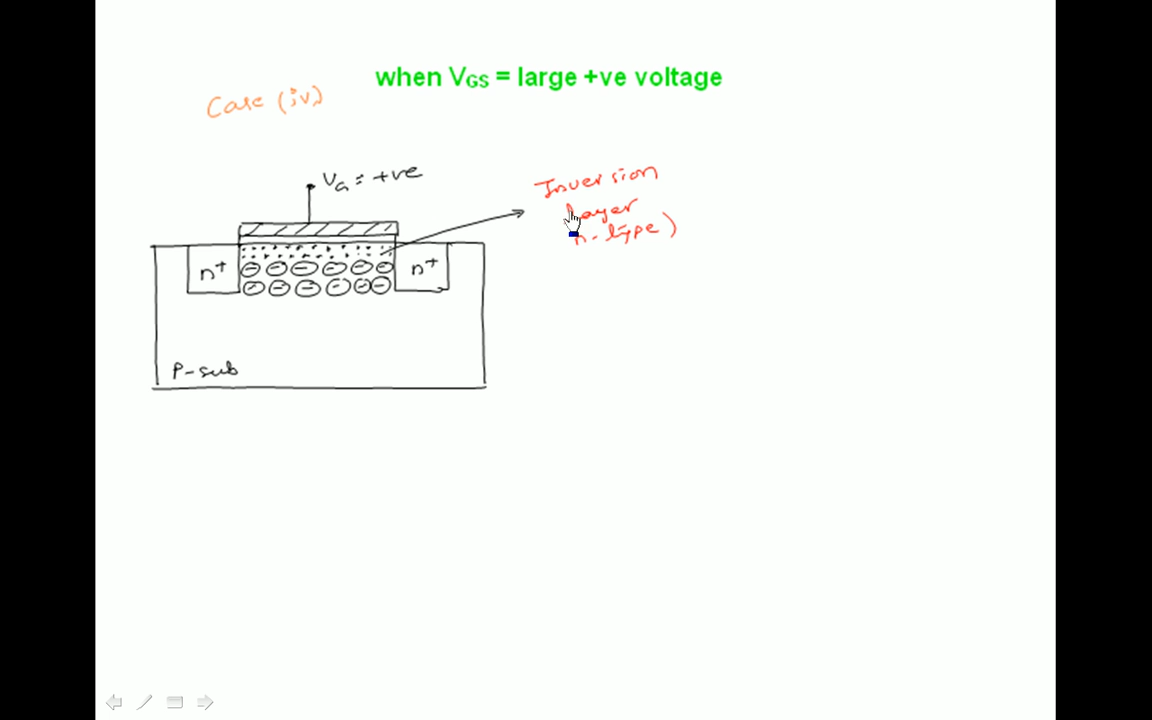 when VGS = large +ve voltage
Case (iv)
VG = +ve
Inversion
Layer
n-type)
n+
n+
P-sub